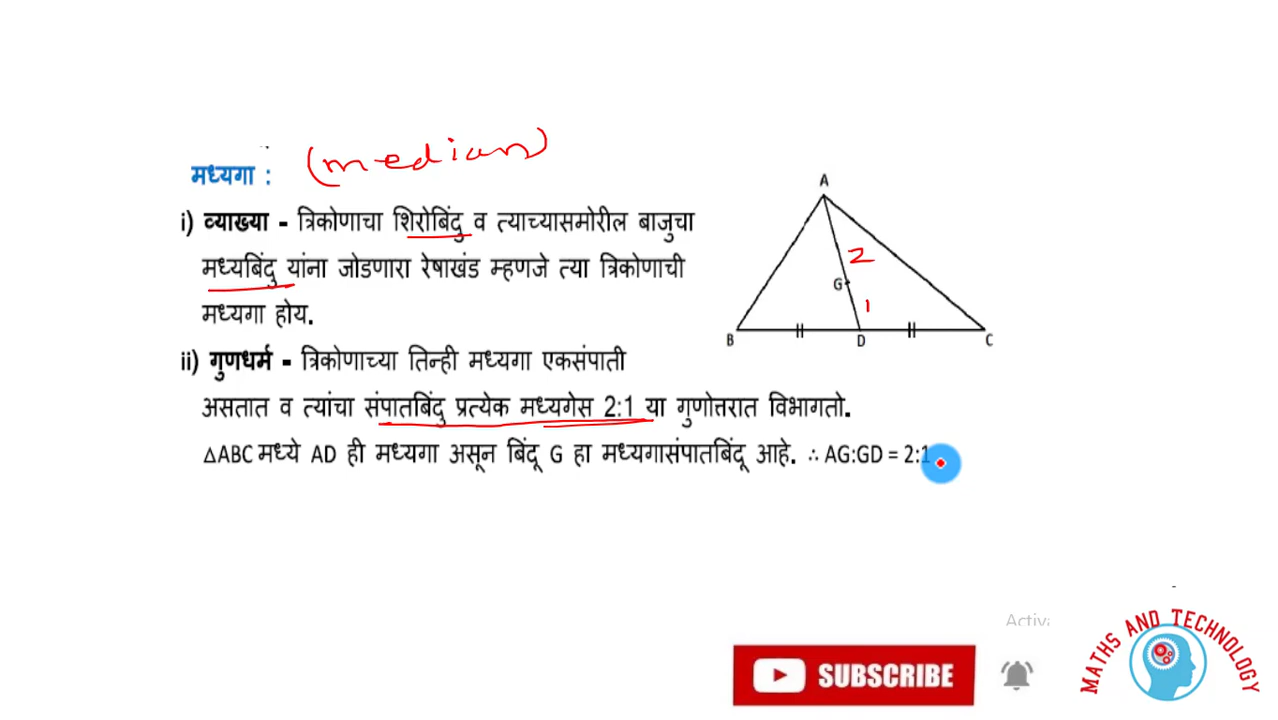 मध्यगा :
(median)
i) व्याख्या - त्रिकोणाचा शिरोबिंदु व त्याच्यासमोरील बाजुचा
मध्यबिंदु यांना जोडणारा रेषाखंड म्हणजे त्या त्रिकोणाची
मध्यगा होय.
ii) गुणधर्म - त्रिकोणाच्या तिन्ही मध्यगा एकसंपाती
असतात व त्यांचा संपातबिंदु प्रत्येक मध्यगेस 2:1 या गुणोत्तरात विभागतो.
△ABC मध्ये AD ही मध्यगा असून बिंदू G हा मध्यगासंपातबिंदू आहे. ∴ AG:GD = 2:1
A
2
G
1
B
D
C
Activa
SUBSCRIBE
MATHS AND TECHNOLOGY